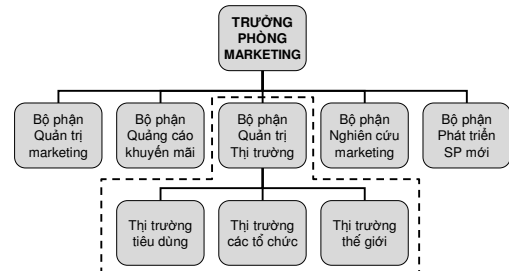 TRƯỞNG
PHÒNG
MARKETING
Bộ phận
Quản trị
marketing
Bộ phận
Quảng cáo
khuyến mãi
Bộ phận
Quản trị
Thị trường
Bộ phận
Nghiên cứu
marketing
Bộ phận
Phát triển
SP mới
Thị trường
tiêu dùng
Thị trường
các tổ chức
Thị trường
thế giới